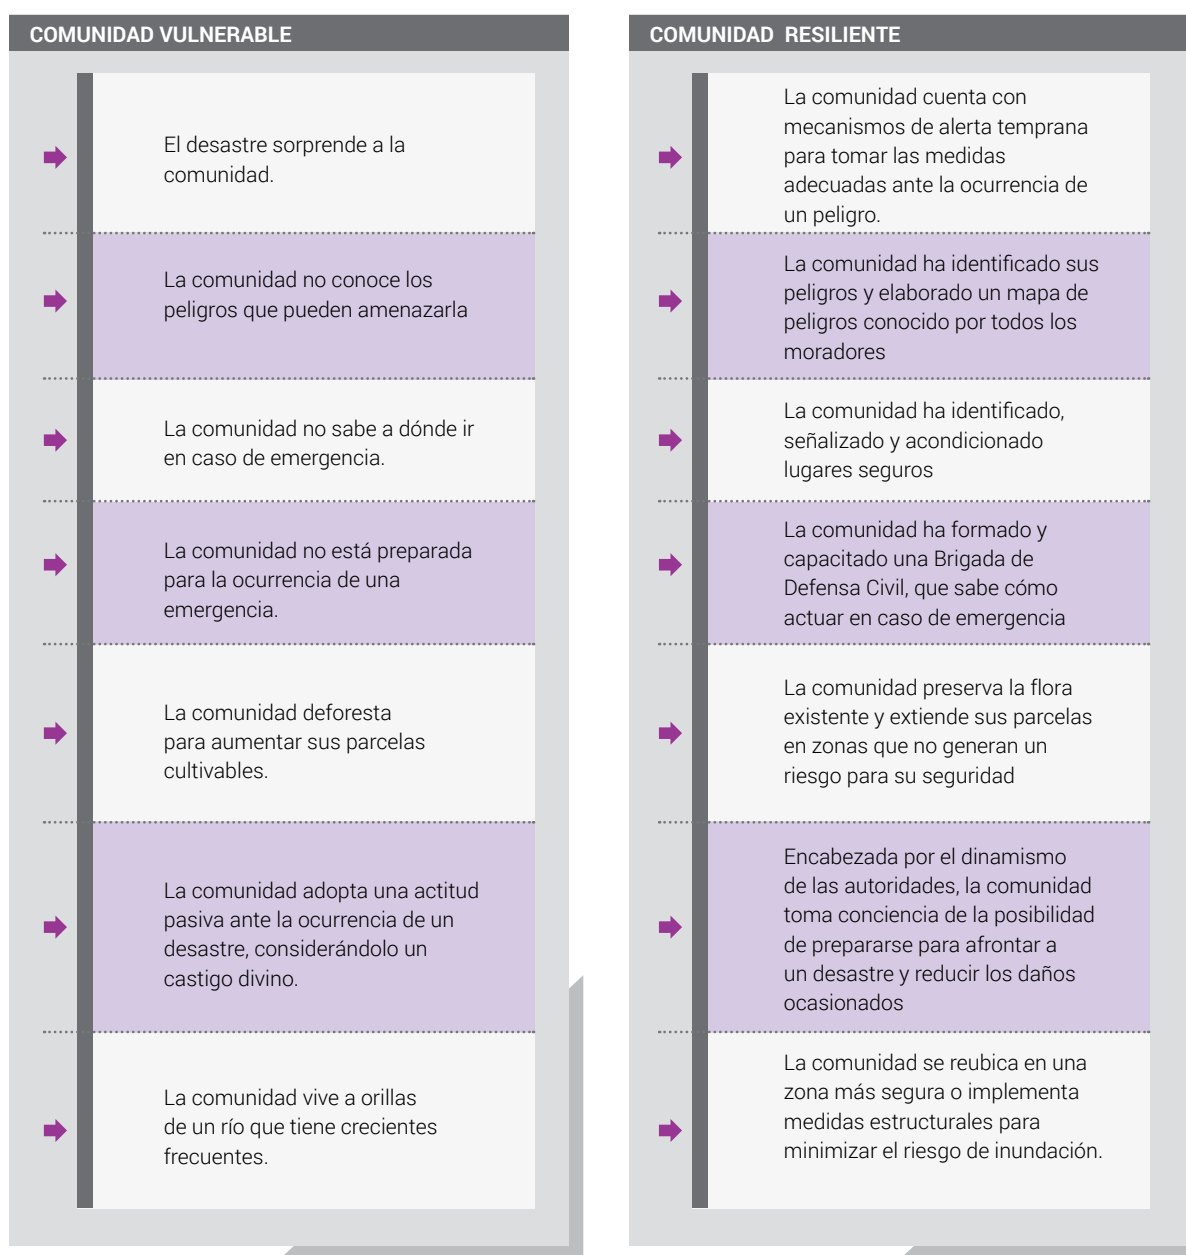 COMUNIDAD VULNERABLE
El desastre sorprende a la
comunidad.
La comunidad no conoce los
peligros que pueden amenazarla
La comunidad no sabe a dónde ir
en caso de emergencia.
La comunidad no está preparada
para la ocurrencia de una
emergencia.
La comunidad deforesta
para aumentar sus parcelas
cultivables.
La comunidad adopta una actitud
pasiva ante la ocurrencia de un
desastre, considerándolo un
castigo divino.
La comunidad vive a orillas
de un río que tiene crecientes
frecuentes.
COMUNIDAD RESILIENTE
La comunidad cuenta con
mecanismos de alerta temprana
para tomar las medidas
adecuadas ante la ocurrencia de
un peligro.
La comunidad ha identificado sus
peligros y elaborado un mapa de
peligros conocido por todos los
moradores
La comunidad ha identificado,
señalizado y acondicionado
lugares seguros
La comunidad ha formado y
capacitado una Brigada de
Defensa Civil, que sabe cómo
actuar en caso de emergencia
La comunidad preserva la flora
existente y extiende sus parcelas
en zonas que no generan un
riesgo para su seguridad
Encabezada por el dinamismo
de las autoridades, la comunidad
toma conciencia de la posibilidad
de prepararse para afrontar a
un desastre y reducir los daños
ocasionados
La comunidad se reubica en una
zona más segura o implementa
medidas estructurales para
minimizar el riesgo de inundación.